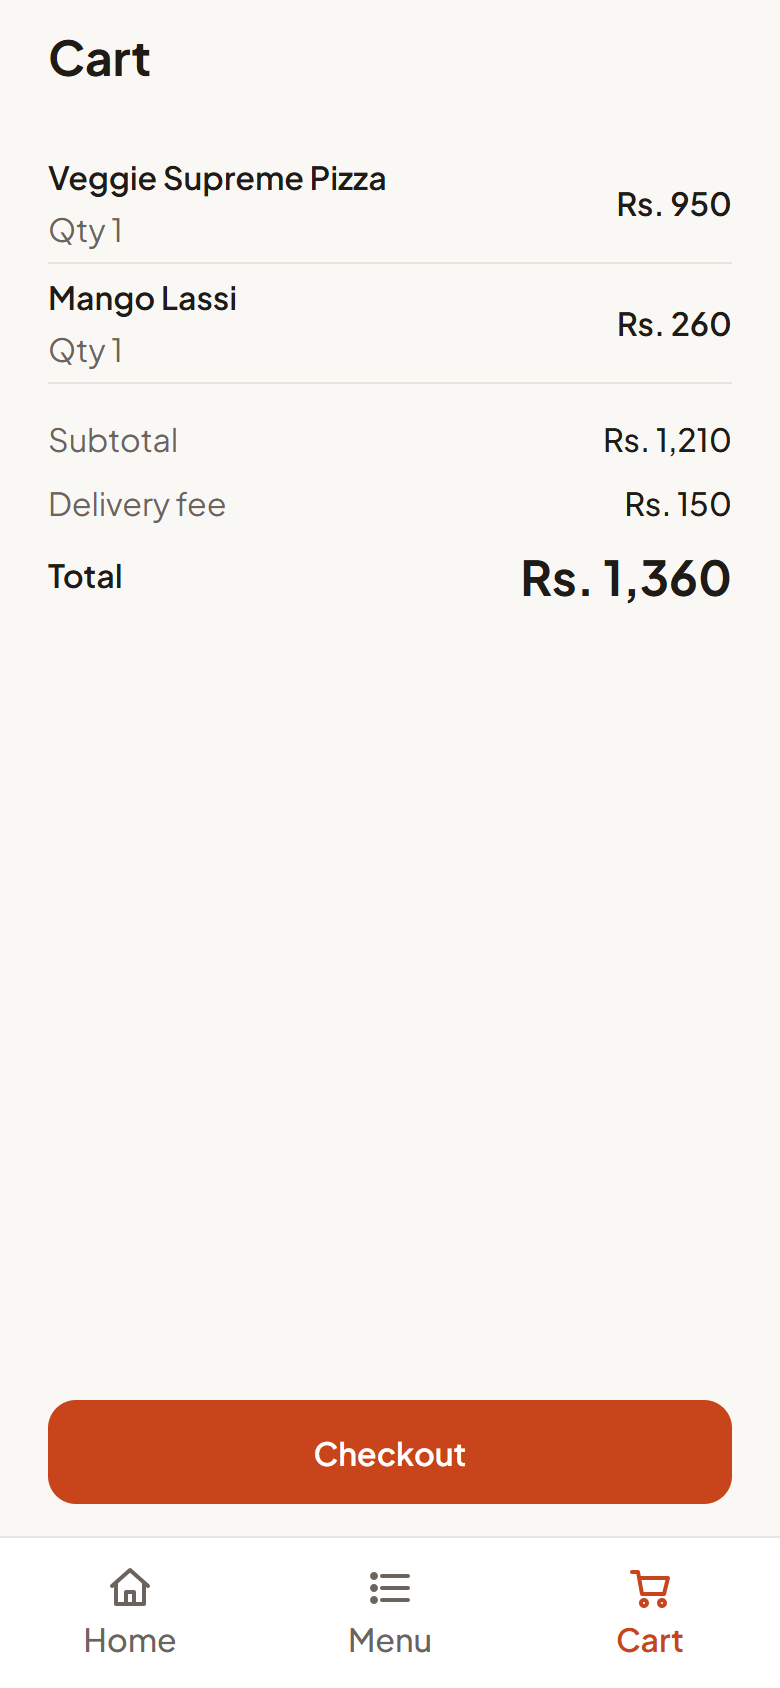 Cart
Veggie Supreme Pizza
Qty 1
Rs. 950
Mango Lassi
Qty 1
Rs. 260
Subtotal Rs. 1,210
Delivery fee Rs. 150
Total Rs. 1,360
Checkout
Home Menu Cart